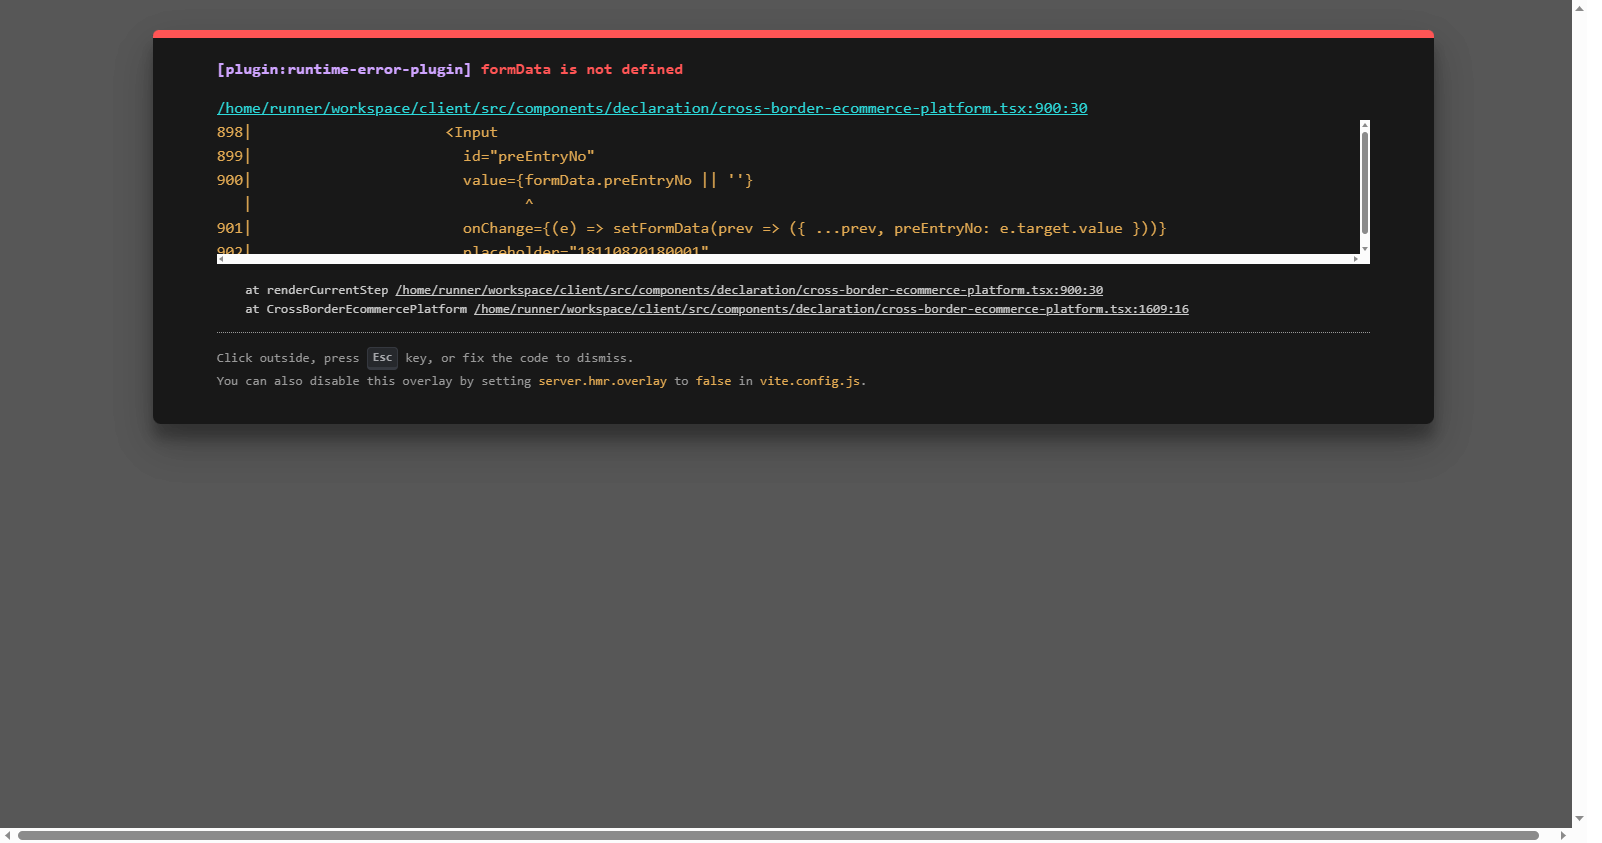 [plugin:runtime-error-plugin] formData is not defined
/home/runner/workspace/client/src/components/declaration/cross-border-ecommerce-platform.tsx:900:30
898|                      <Input
899|                        id="preEntryNo"
900|                        value={formData.preEntryNo || ''}
   |                               ^
901|                        onChange={(e) => setFormData(prev => ({ ...prev, preEntryNo: e.target.value }))}
902|                        placeholder="18110820180001"
at renderCurrentStep /home/runner/workspace/client/src/components/declaration/cross-border-ecommerce-platform.tsx:900:30
at CrossBorderEcommercePlatform /home/runner/workspace/client/src/components/declaration/cross-border-ecommerce-platform.tsx:1609:16
Click outside, press Esc key, or fix the code to dismiss.
You can also disable this overlay by setting server.hmr.overlay to false in vite.config.js.